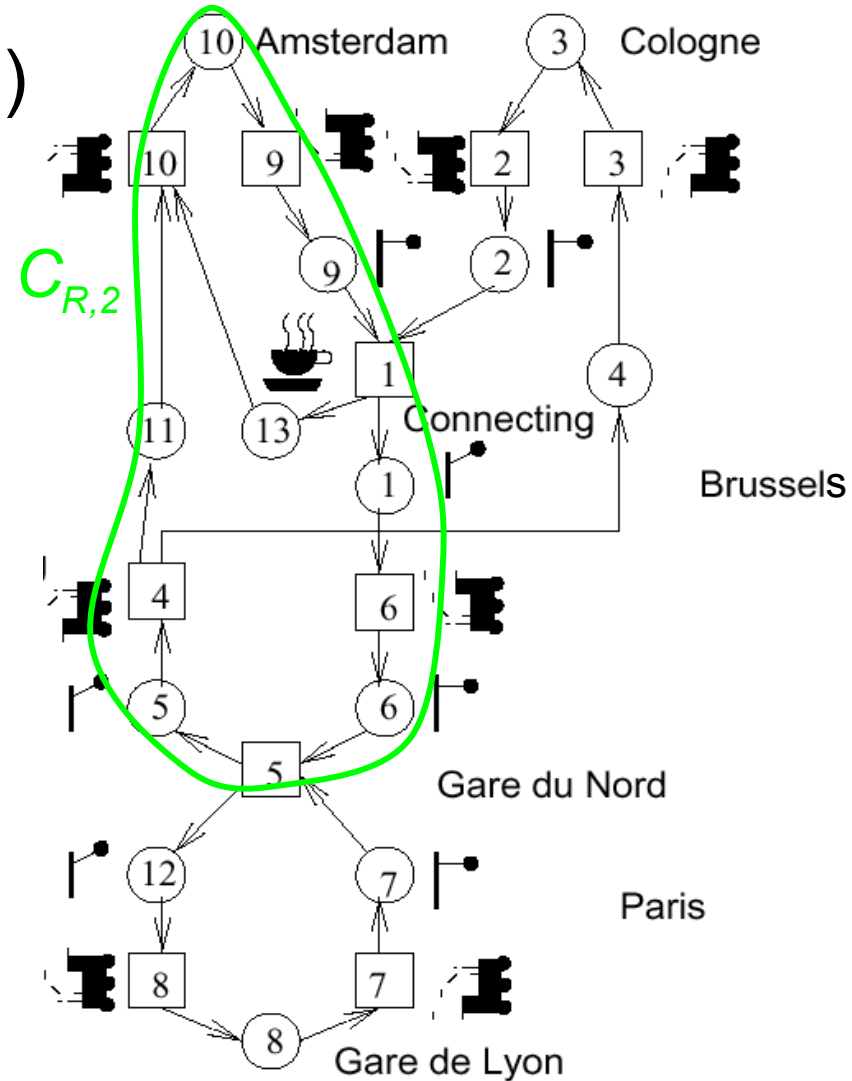 )
10 Amsterdam
3 Cologne
10
9
2
3
C_{R,2}
9
2
1
4
11
13
Connecting
1
Brussels
4
6
5
6
5
Gare du Nord
12
7
Paris
8
7
8
Gare de Lyon